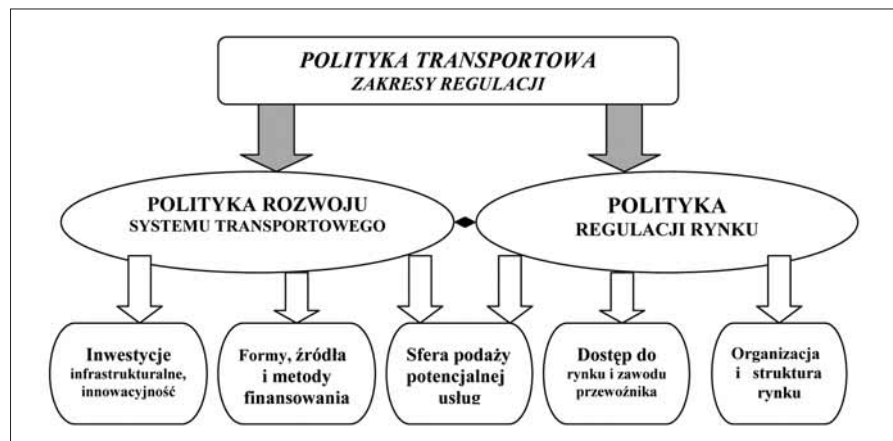 POLITYKA TRANSPORTOWA
ZAKRESY REGULACJI
POLITYKA ROZWOJU
SYSTEMU TRANSPORTOWEGO
POLITYKA
REGULACJI RYNKU
Inwestycje
infrastrukturalne,
innowacyjność
Formy, źródła
i metody
finansowania
Sfera podaży
potencjalnej
usług
Dostęp do
rynku i zawodu
przewoźnika
Organizacja
i struktura
rynku